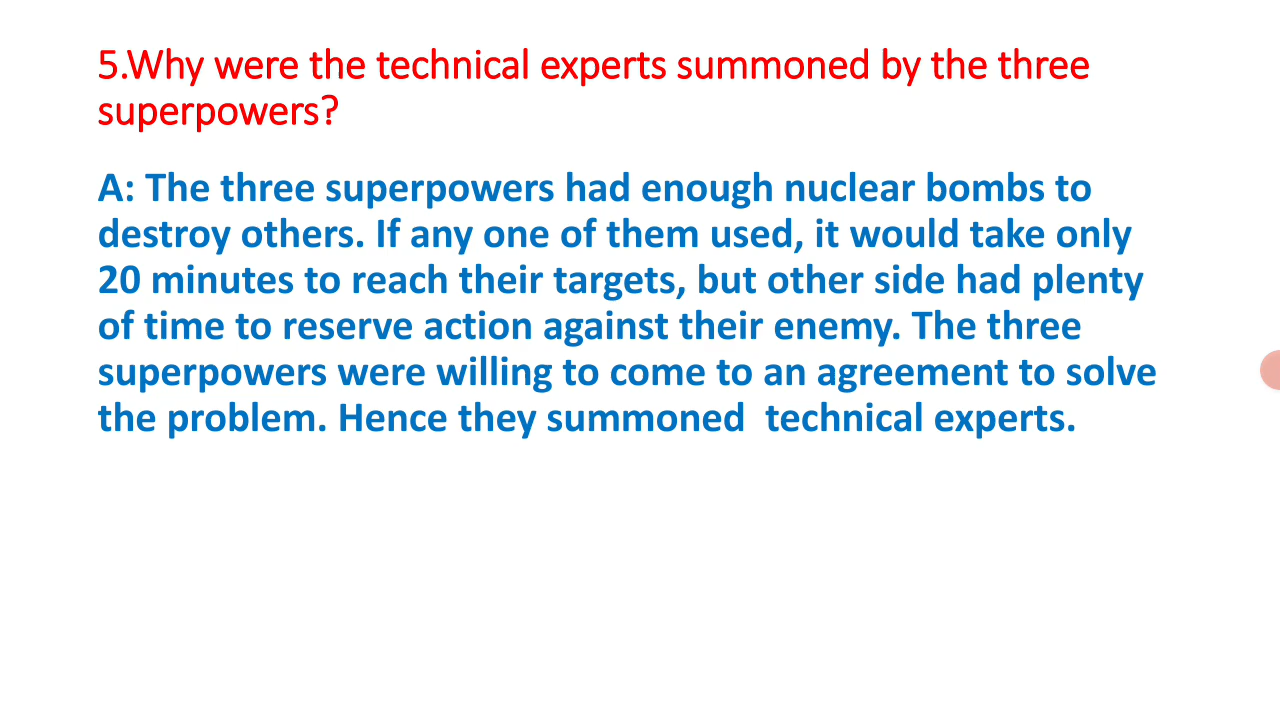 5.Why were the technical experts summoned by the three
superpowers?
A: The three superpowers had enough nuclear bombs to
destroy others. If any one of them used, it would take only
20 minutes to reach their targets, but other side had plenty
of time to reserve action against their enemy. The three
superpowers were willing to come to an agreement to solve
the problem. Hence they summoned  technical experts.